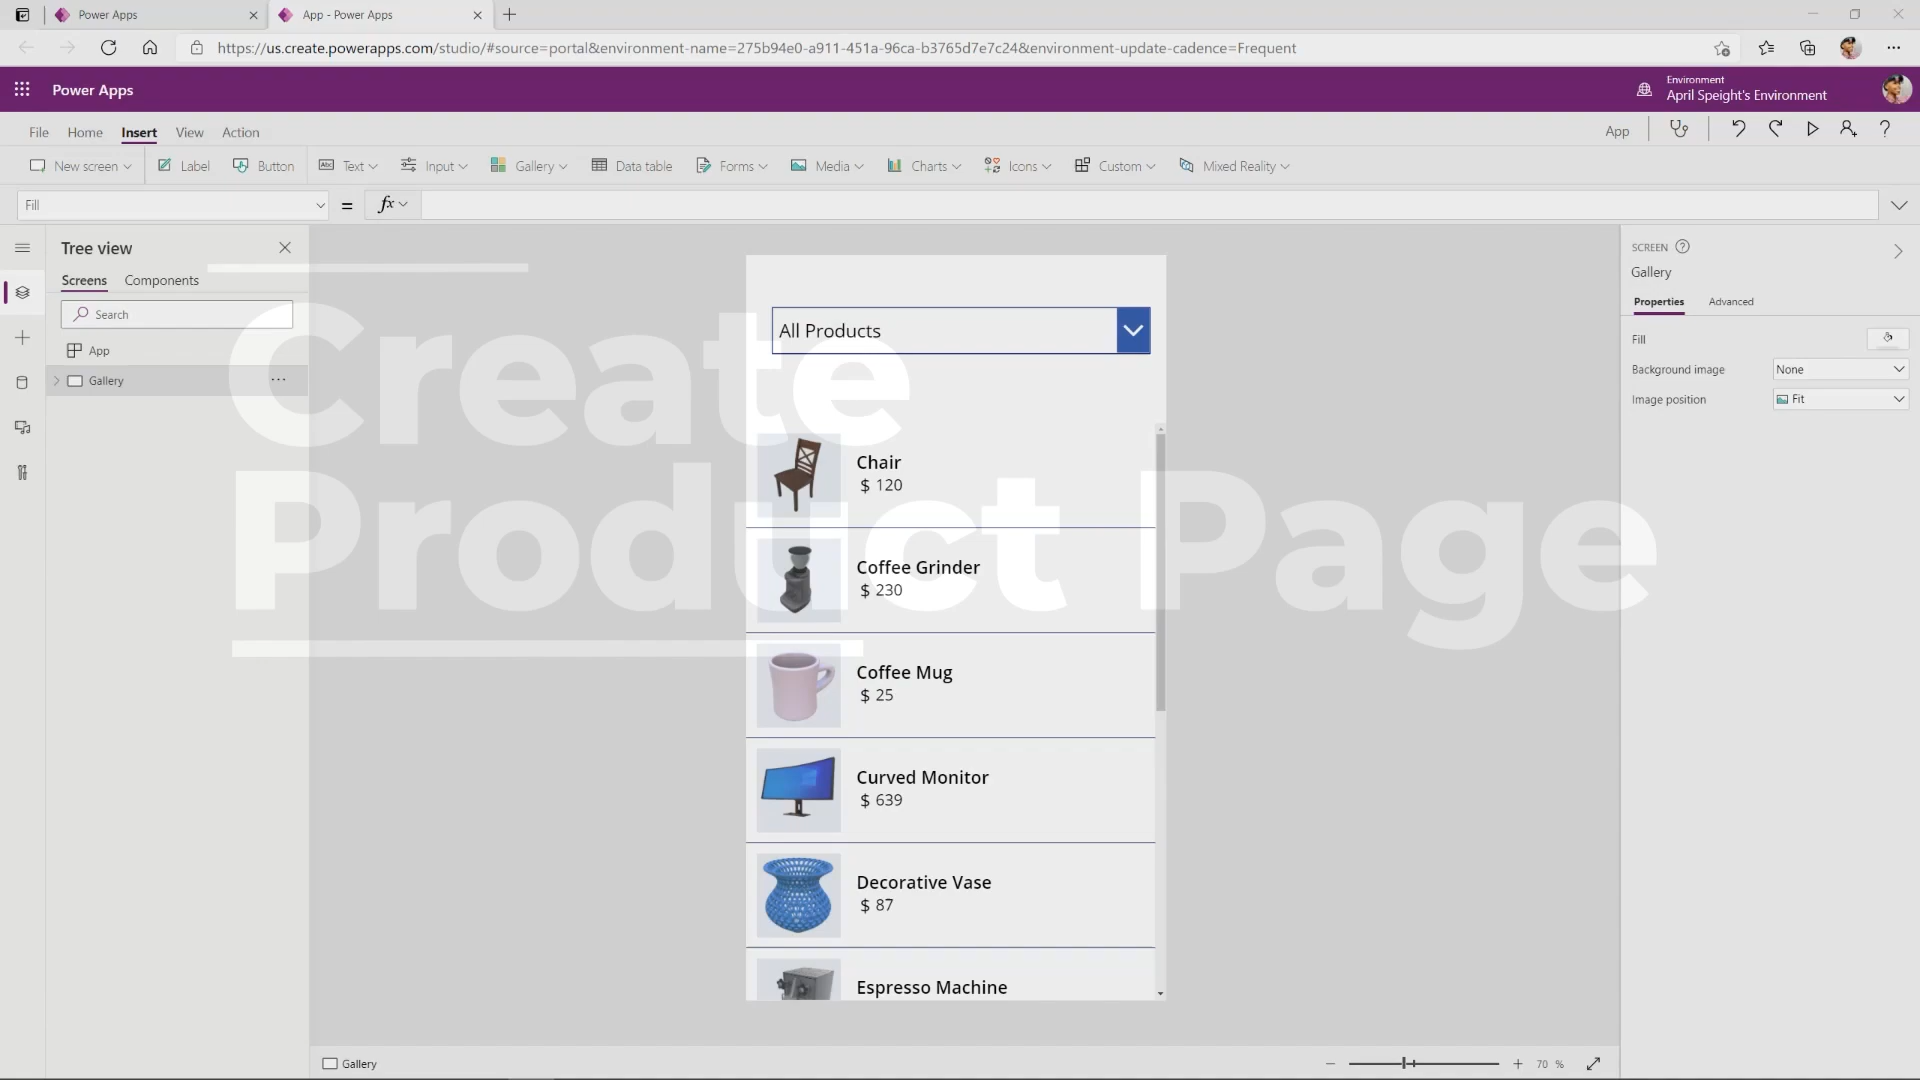 Power Apps
App - Power Apps
https://us.create.powerapps.com/studio/#source=portal&environment-name=275b94e0-a911-451a-96ca-b3765d7e7c24&environment-update-cadence=Frequent
Power Apps
Environment
April Speight's Environment
File Home Insert View Action
App
New screen Label Button Text Input Gallery Data table Forms Media Charts Icons Custom Mixed Reality
Fill = fx
Tree view
Screens Components
Search
App
Gallery
Create
Product Page
All Products
Chair
$ 120
Coffee Grinder
$ 230
Coffee Mug
$ 25
Curved Monitor
$ 639
Decorative Vase
$ 87
Espresso Machine
SCREEN
Gallery
Properties Advanced
Fill
Background image None
Image position Fit
Gallery
70 %